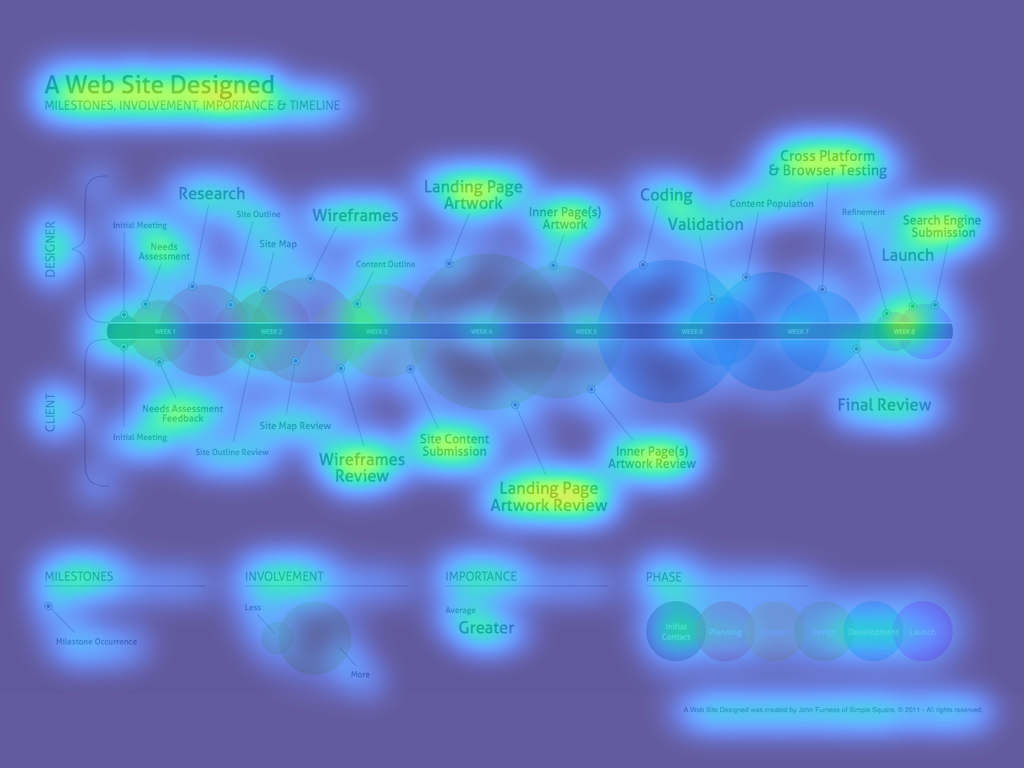 A Web Site Designed
MILESTONES, INVOLVEMENT, IMPORTANCE & TIMELINE
DESIGNER
Initial Meeting
Needs
Assessment
Research
Site Outline
Site Map
Wireframes
Content Outline
Landing Page
Artwork
Inner Page(s)
Artwork
Coding
Validation
Content Population
Cross Platform
& Browser Testing
Refinement
Launch
Search Engine
Submission
WEEK 1
WEEK 2
WEEK 3
WEEK 4
WEEK 5
WEEK 6
WEEK 7
WEEK 8
CLIENT
Initial Meeting
Needs Assessment
Feedback
Site Outline Review
Site Map Review
Wireframes
Review
Site Content
Submission
Landing Page
Artwork Review
Inner Page(s)
Artwork Review
Final Review
MILESTONES
Milestone Occurrence
INVOLVEMENT
Less
More
IMPORTANCE
Average
Greater
PHASE
Initial
Contact
Planning
Design
Development
Launch
A Web Site Designed was created by John Furness of Simple Square. © 2011 - All rights reserved.